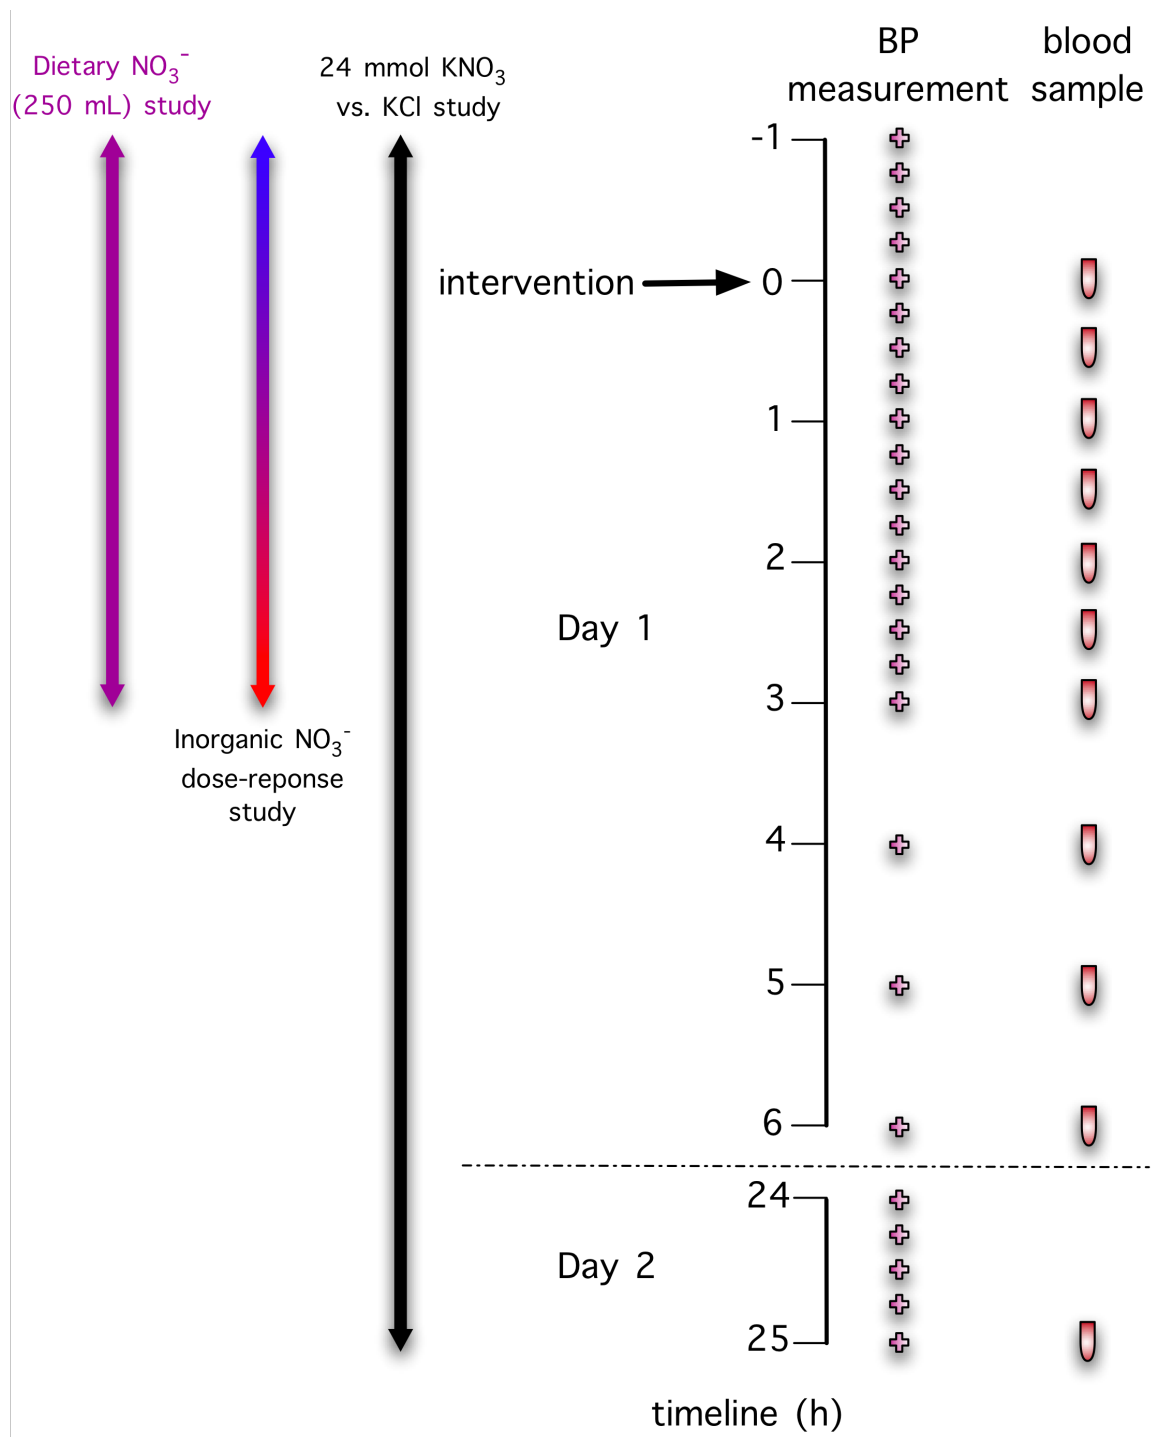 Dietary NO₃⁻
(250 mL) study
24 mmol KNO₃
vs. KCl study
BP
measurement
blood
sample
-1
intervention
0
1
2
Day 1
3
Inorganic NO₃⁻
dose-reponse
study
4
5
6
24
Day 2
25
timeline (h)